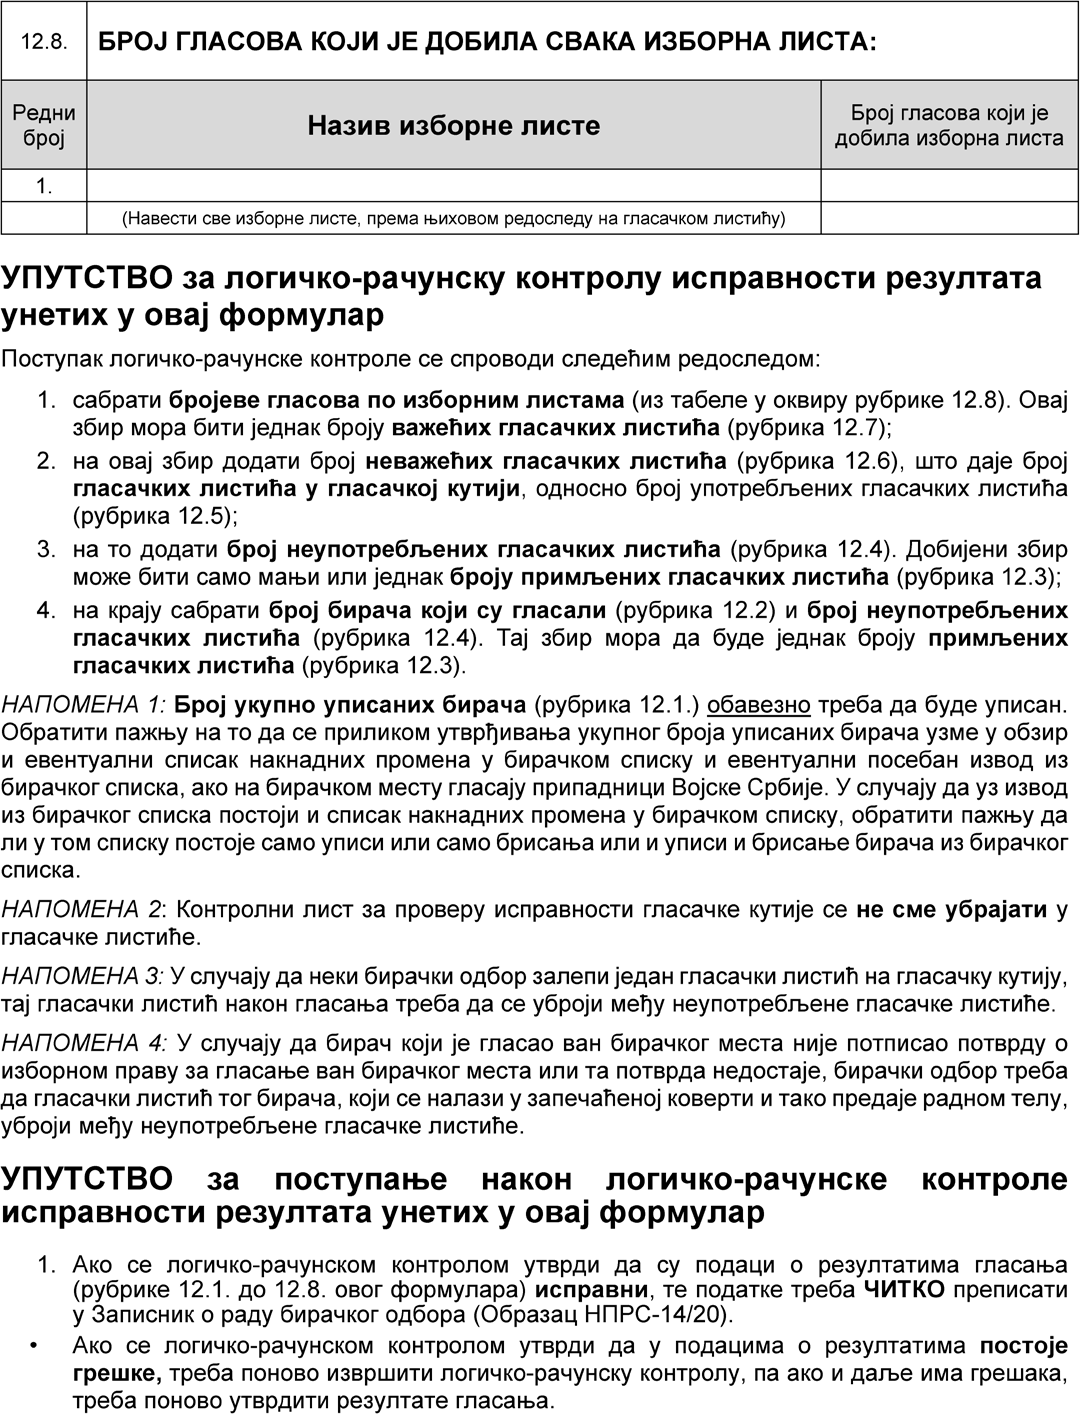 12.8. БРОЈ ГЛАСОВА КОЈИ ЈЕ ДОБИЛА СВАКА ИЗБОРНА ЛИСТА:
Редни број
Назив изборне листе
Број гласова који је
добила изборна листа
1.
(Навести све изборне листе, према њиховом редоследу на гласачком листићу)
УПУТСТВО за логичко-рачунску контролу исправности резултата
унетих у овај формулар
Поступак логичко-рачунске контроле се спроводи следећим редоследом:
1. сабрати бројеве гласова по изборним листама (из табеле у оквиру рубрике 12.8). Овај
збир мора бити једнак броју важећих гласачких листића (рубрика 12.7);
2. на овај збир додати број неважећих гласачких листића (рубрика 12.6), што даје број
гласачких листића у гласачкој кутији, односно број употребљених гласачких листића
(рубрика 12.5);
3. на то додати број неупотребљених гласачких листића (рубрика 12.4). Добијени збир
може бити само мањи или једнак броју примљених гласачких листића (рубрика 12.3);
4. на крају сабрати број бирача који су гласали (рубрика 12.2) и број неупотребљених
гласачких листића (рубрика 12.4). Тај збир мора да буде једнак броју примљених
гласачких листића (рубрика 12.3).
НАПОМЕНА 1: Број укупно уписаних бирача (рубрика 12.1.) обавезно треба да буде уписан.
Обратити пажњу на то да се приликом утврђивања укупног броја уписаних бирача узме у обзир
и евентуални списак накнадних промена у бирачком списку и евентуални посебан извод из
бирачког списка, ако на бирачком месту гласају припадници Војске Србије. У случају да уз извод
из бирачког списка постоји и списак накнадних промена у бирачком списку, обратити пажњу да
ли у том списку постоје само уписи или само брисања или и уписи и брисање бирача из бирачког
списка.
НАПОМЕНА 2: Контролни лист за проверу исправности гласачке кутије се не сме убрајати у
гласачке листиће.
НАПОМЕНА 3: У случају да неки бирачки одбор залепи један гласачки листић на гласачку кутију,
тај гласачки листић након гласања треба да се уброји међу неупотребљене гласачке листиће.
НАПОМЕНА 4: У случају да бирач који је гласао ван бирачког места није потписао потврду о
изборном праву за гласање ван бирачког места или та потврда недостаје, бирачки одбор треба
да гласачки листић тог бирача, који се налази у запечаћеној коверти и тако предаје радном телу,
уброји међу неупотребљене гласачке листиће.
УПУТСТВО за поступање након логичко-рачунске контроле
исправности резултата унетих у овај формулар
1. Ако се логичко-рачунском контролом утврди да су подаци о резултатима гласања
(рубрике 12.1. до 12.8. овог формулара) исправни, те податке треба ЧИТКО преписати
у Записник о раду бирачког одбора (Образац НПРС-14/20).
• Ако се логичко-рачунском контролом утврди да у подацима о резултатима постоје
грешке, треба поново извршити логичко-рачунску контролу, па ако и даље има грешака,
треба поново утврдити резултате гласања.